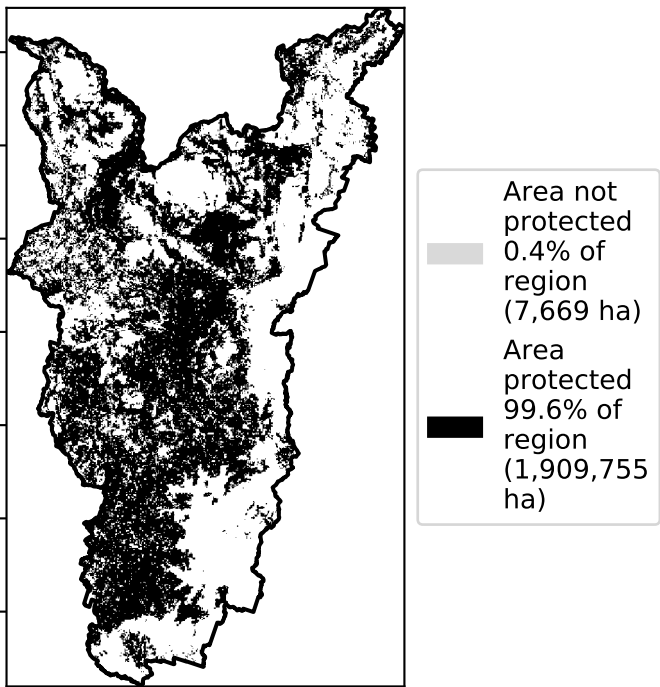 Area not
protected
0.4% of
region
(7,669 ha)
Area
protected
99.6% of
region
(1,909,755
ha)